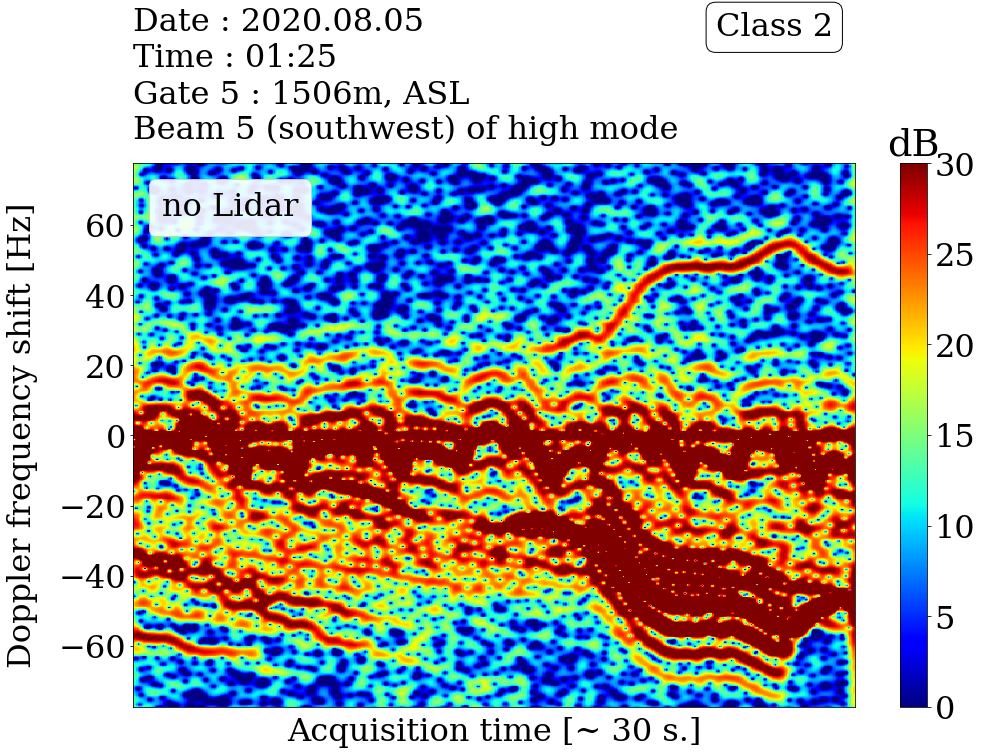 Date : 2020.08.05
Time : 01:25
Gate 5 : 1506m, ASL
Beam 5 (southwest) of high mode
Class 2
dB
no Lidar
Doppler frequency shift [Hz]
60
40
20
0
−20
−40
−60
30
25
20
15
10
5
0
Acquisition time [~ 30 s.]